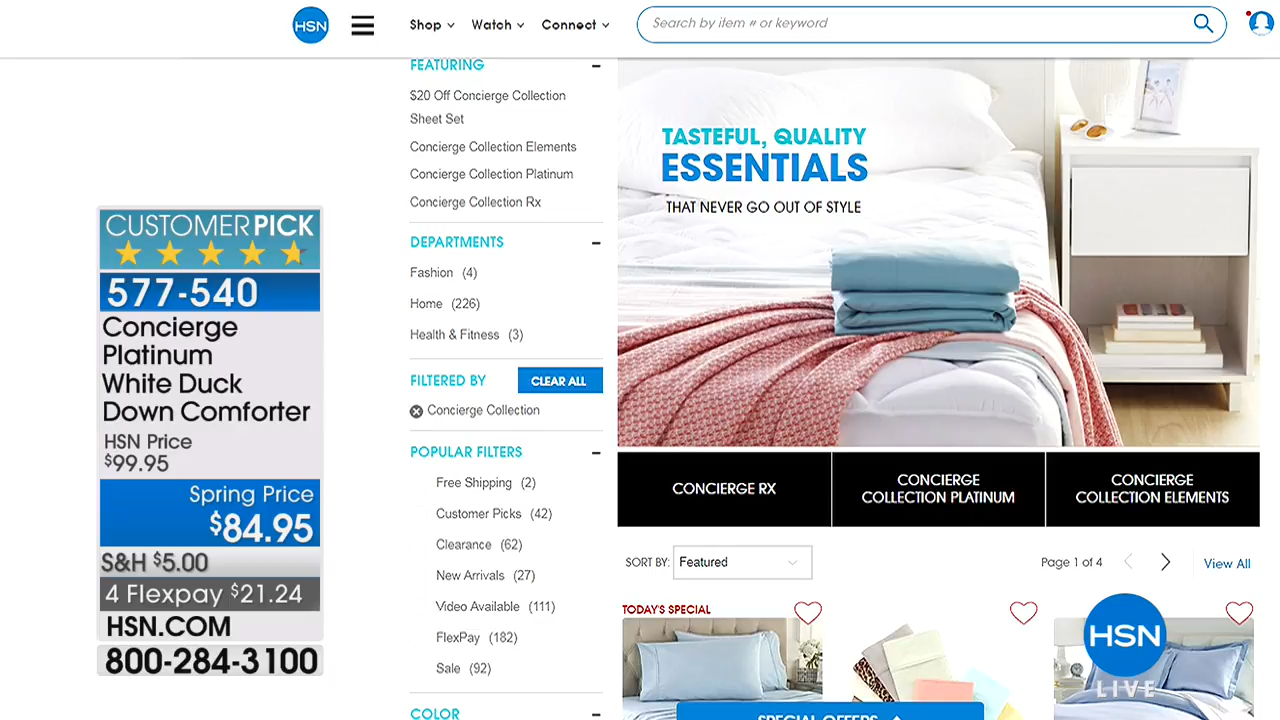 HSN
Shop
Watch
Connect
Search by item # or keyword
CUSTOMER PICK
577-540
Concierge
Platinum
White Duck
Down Comforter
HSN Price
$99.95
Spring Price
$84.95
S&H $5.00
4 Flexpay $21.24
HSN.COM
800-284-3100
FEATURING
$20 Off Concierge Collection
Sheet Set
Concierge Collection Elements
Concierge Collection Platinum
Concierge Collection Rx
DEPARTMENTS
Fashion (4)
Home (226)
Health & Fitness (3)
FILTERED BY
CLEAR ALL
Concierge Collection
POPULAR FILTERS
Free Shipping (2)
Customer Picks (42)
Clearance (62)
New Arrivals (27)
Video Available (111)
FlexPay (182)
Sale (92)
COLOR
TASTEFUL, QUALITY
ESSENTIALS
THAT NEVER GO OUT OF STYLE
CONCIERGE RX
CONCIERGE
COLLECTION PLATINUM
CONCIERGE
COLLECTION ELEMENTS
SORT BY:
Featured
Page 1 of 4
View All
TODAY'S SPECIAL
HSN
LIVE
SPECIAL OFFERS